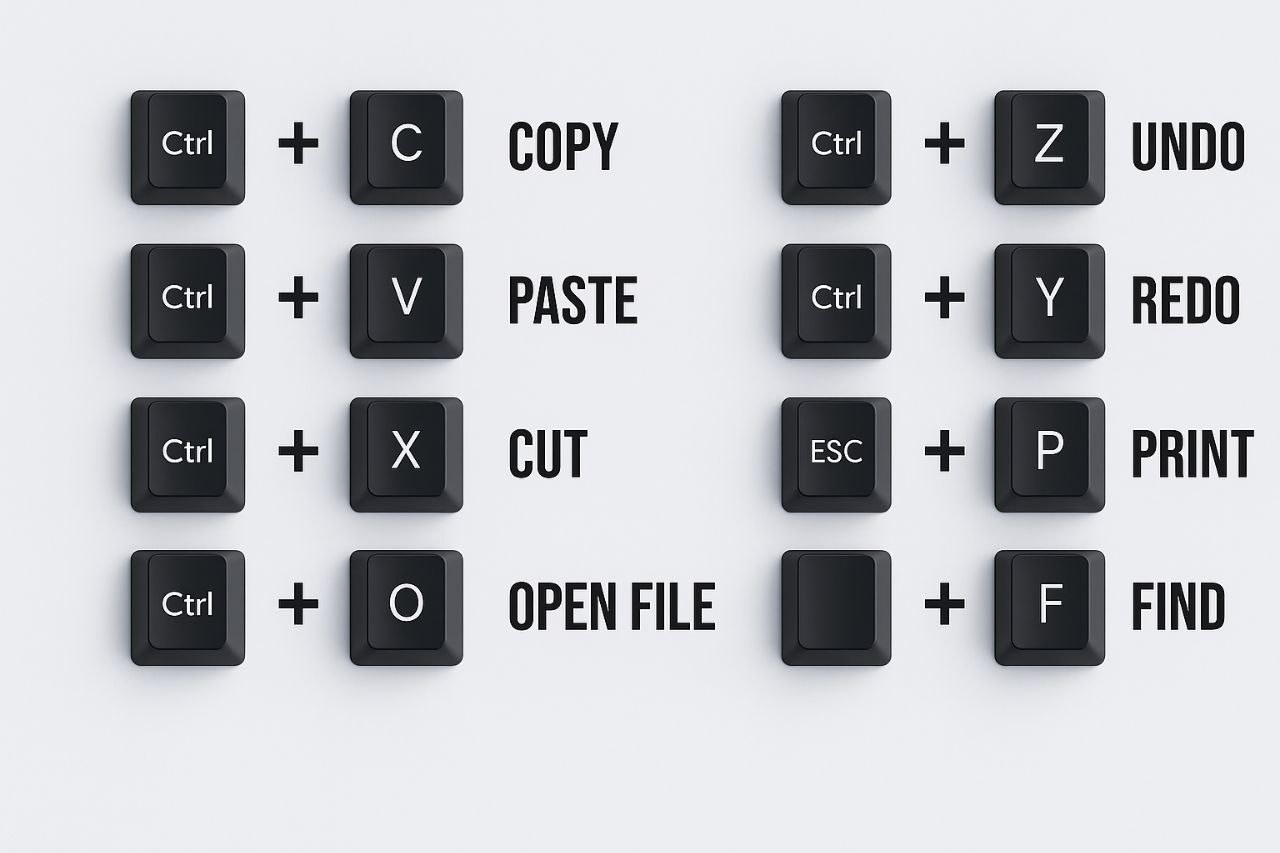 Ctrl + C COPY
Ctrl + V PASTE
Ctrl + X CUT
Ctrl + O OPEN FILE
Ctrl + Z UNDO
Ctrl + Y REDO
ESC + P PRINT
+ F FIND